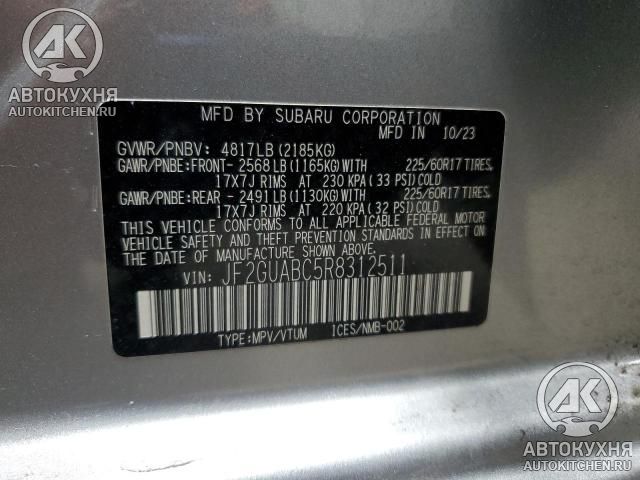 АК
АВТОКУХНЯ
AUTOKITCHEN.RU
MFD BY SUBARU CORPORATION
MFD IN 10/23
GVWR/PNBV: 4817LB (2185KG)
GAWR/PNBE:FRONT- 2568LB (1165KG)WITH 225/60R17 TIRES,
17X7J RIMS AT 230 KPA ( 33 PSI)COLD
GAWR/PNBE:REAR - 2491LB (1130KG)WITH 225/60R17 TIRES,
17X7J RIMS AT 220 KPA ( 32 PSI)COLD
THIS VEHICLE CONFORMS TO ALL APPLICABLE FEDERAL MOTOR
VEHICLE SAFETY AND THEFT PREVENTION STANDARDS IN EFFECT ON
THE DATE OF MANUFACTURE SHOWN ABOVE.
VIN: JF2GUABC5R8312511
TYPE:MPV/VTUM ICES/NMB-002
АК
АВТОКУХНЯ
AUTOKITCHEN.RU